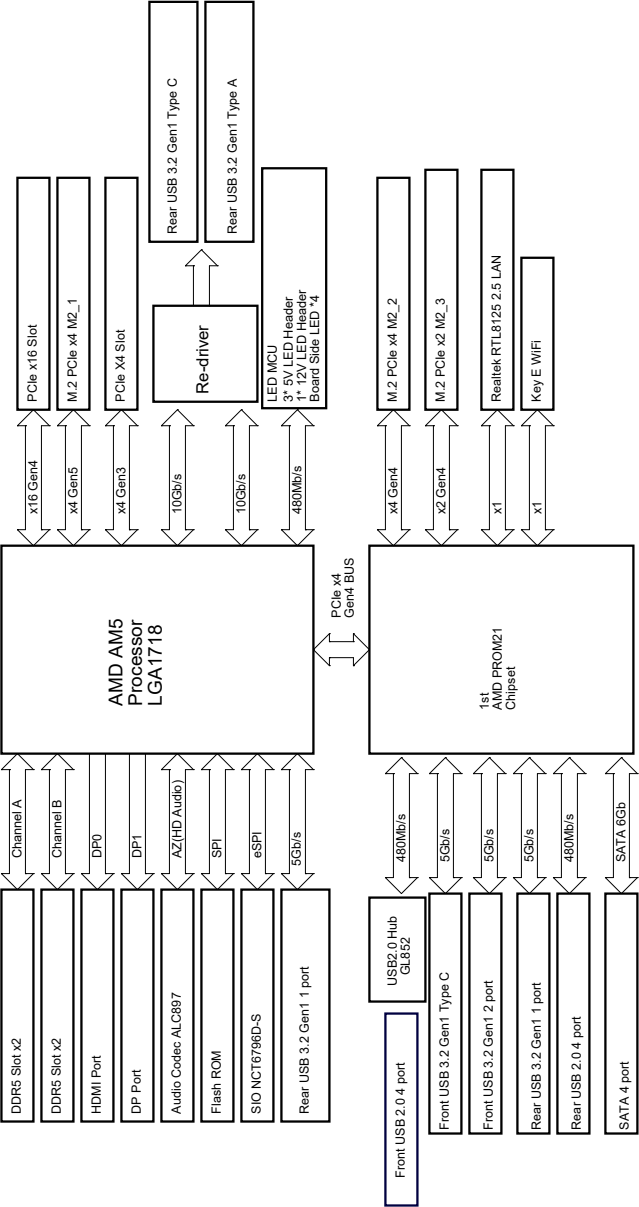 DDR5 Slot x2
Channel A
DDR5 Slot x2
Channel B
HDMI Port
DP0
DP Port
DP1
Audio Codec ALC897
AZ(HD Audio)
Flash ROM
SPI
SIO NCT6796D-S
eSPI
Rear USB 3.2 Gen1 1 port
5Gb/s
AMD AM5
Processor
LGA1718
x16 Gen4
PCIe x16 Slot
x4 Gen5
M.2 PCIe x4 M2_1
x4 Gen3
PCIe X4 Slot
10Gb/s
10Gb/s
Re-driver
Rear USB 3.2 Gen1 Type C
Rear USB 3.2 Gen1 Type A
480Mb/s
LED MCU
3* 5V LED Header
1* 12V LED Header
Board Side LED *4
PCIe x4
Gen4 BUS
Front USB 2.0 4 port
USB2.0 Hub
GL852
480Mb/s
Front USB 3.2 Gen1 Type C
5Gb/s
Front USB 3.2 Gen1 2 port
5Gb/s
Rear USB 3.2 Gen1 1 port
5Gb/s
Rear USB 2.0 4 port
480Mb/s
SATA 4 port
SATA 6Gb
1st
AMD PROM21
Chipset
x4 Gen4
M.2 PCIe x4 M2_2
x2 Gen4
M.2 PCIe x2 M2_3
x1
Realtek RTL8125 2.5 LAN
x1
Key E WiFi